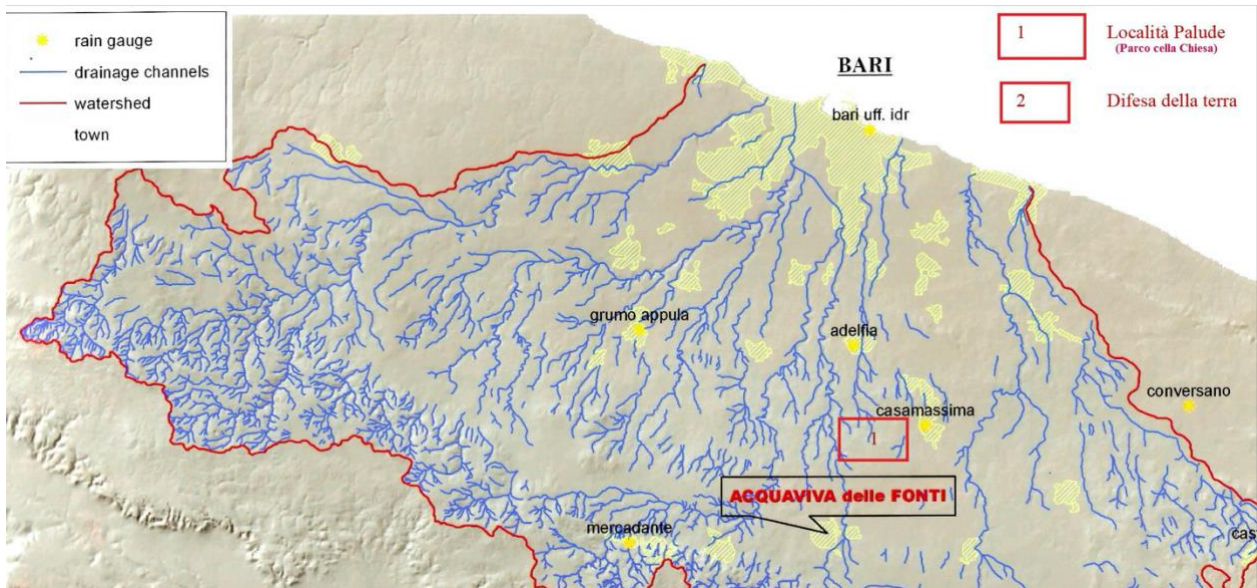 rain gauge
drainage channels
watershed
town
1
Località Palude
(Parco cella Chiesa)
2
Difesa della terra
BARI
bari uff. idr
grumo appula
adelfia
conversano
casamassima
1
ACQUAVIVA delle FONTI
mercadante
cas